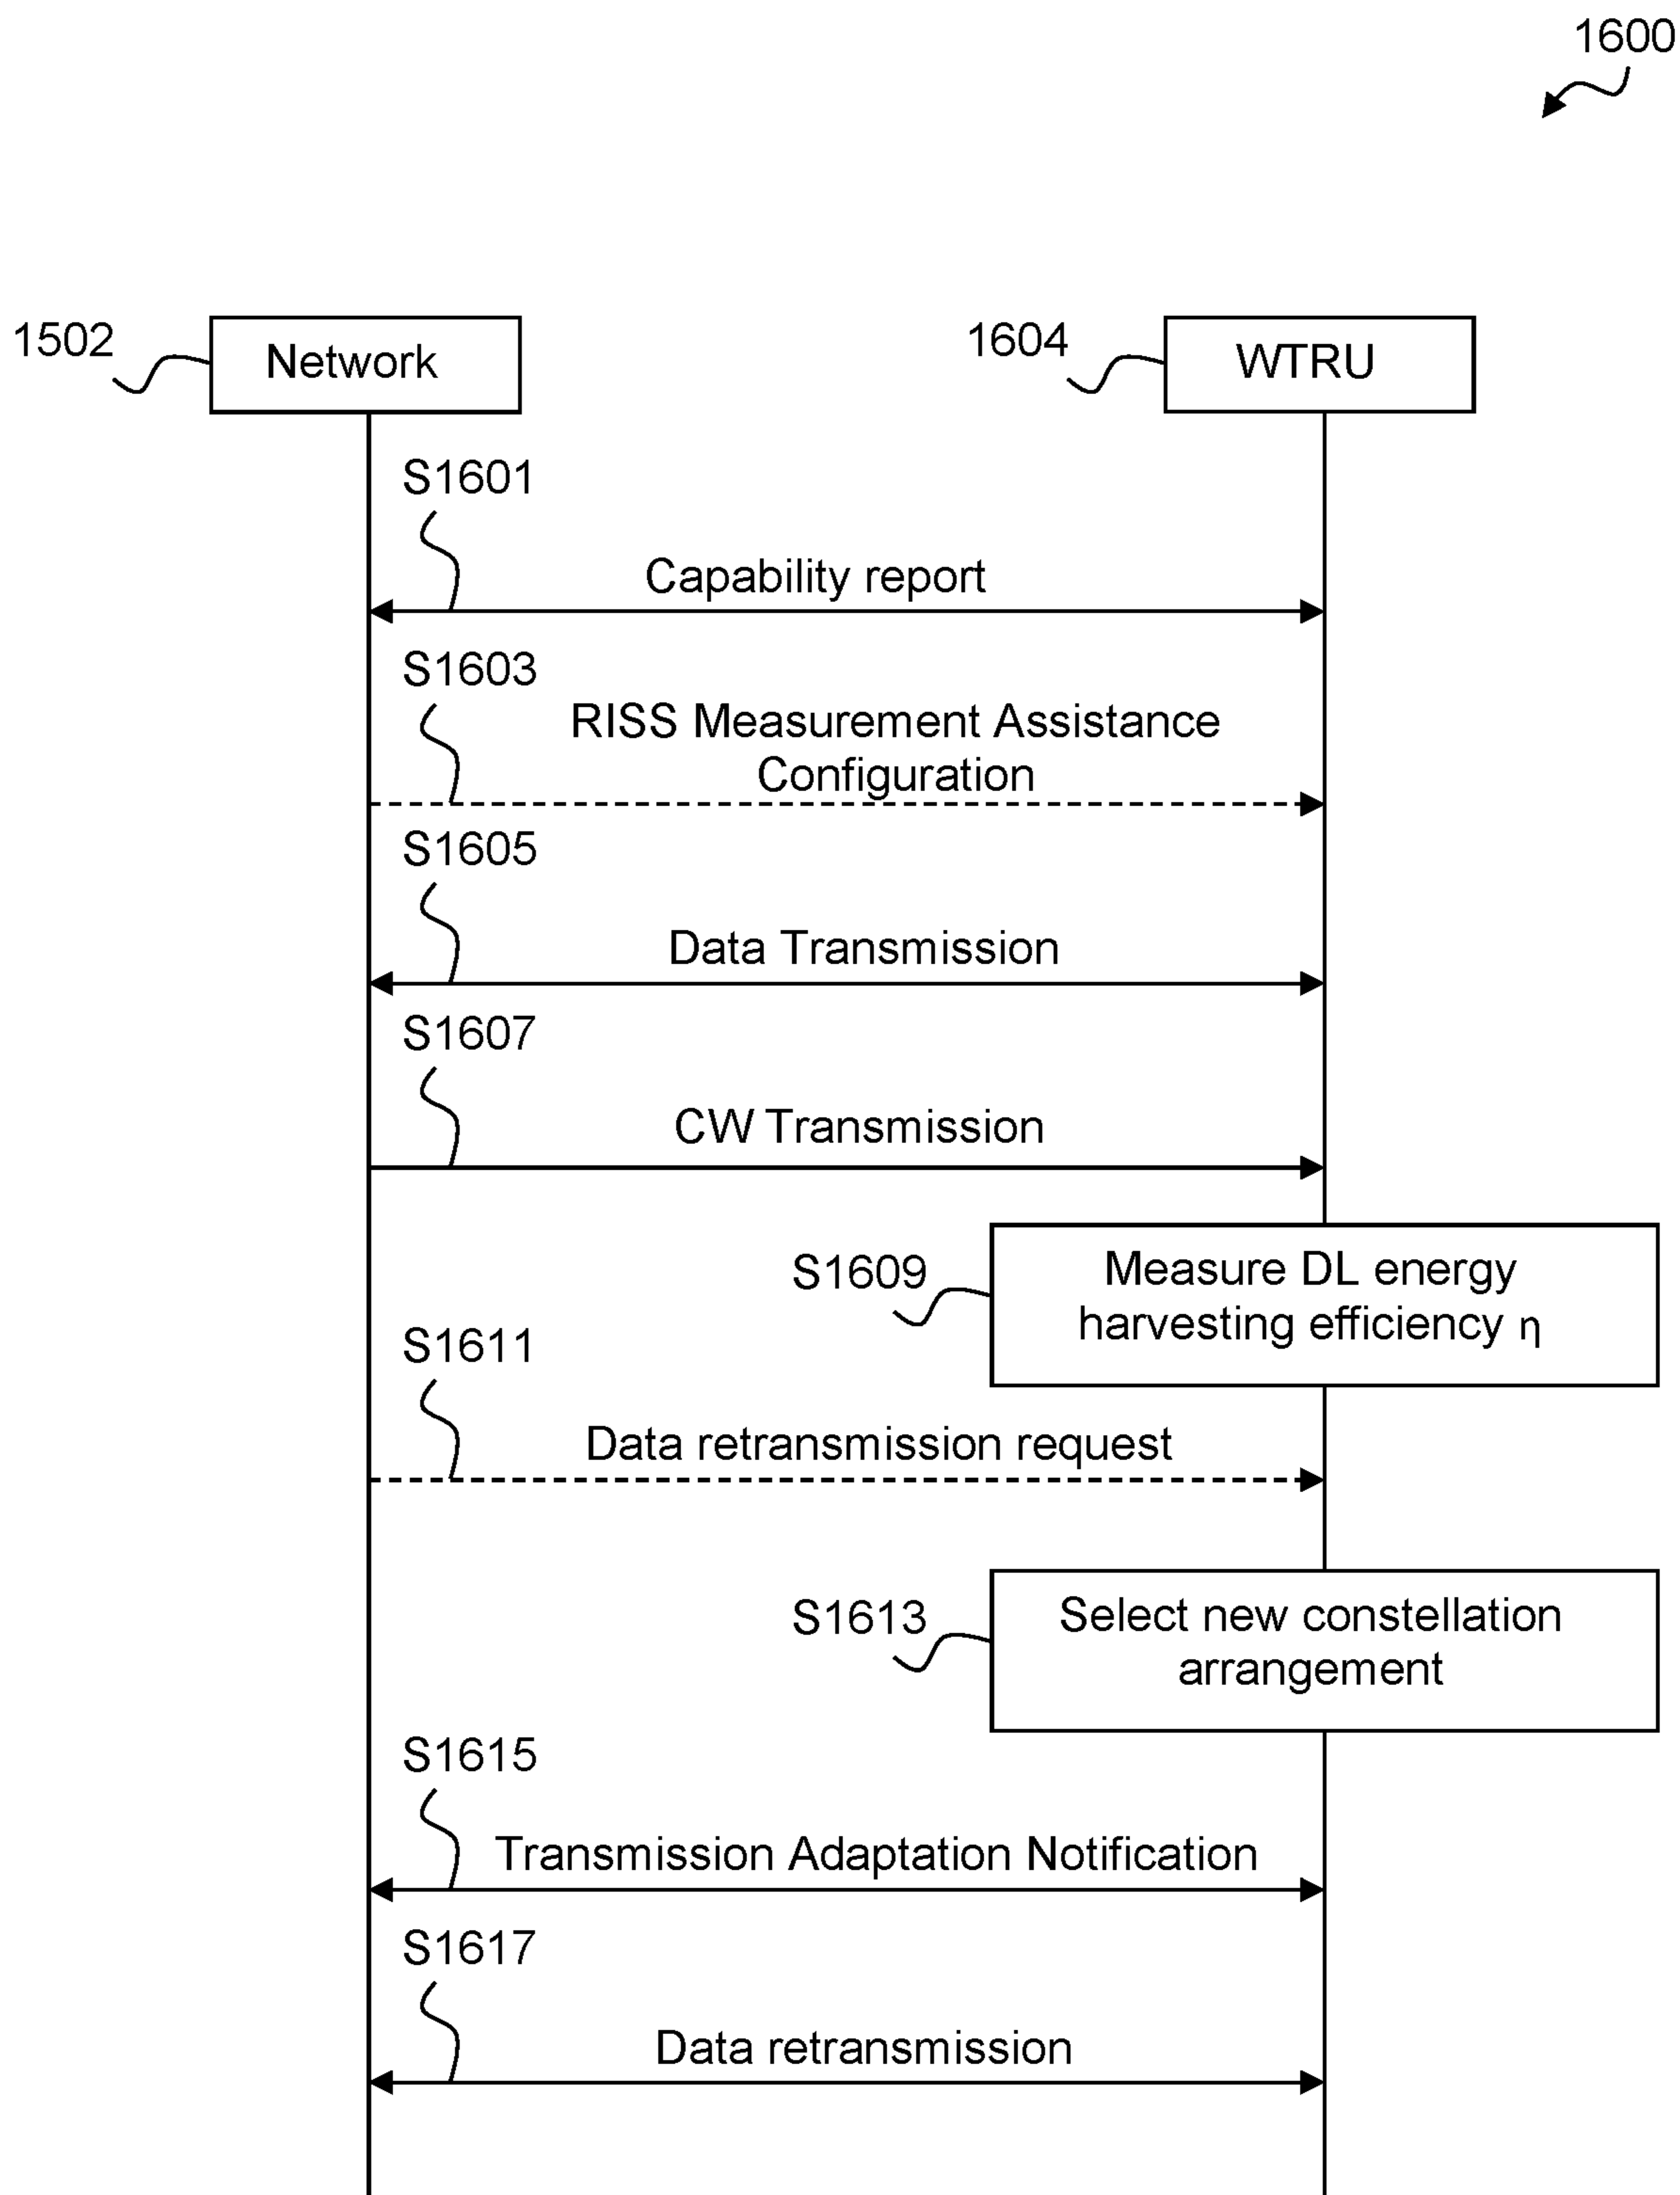 1600
1502
Network
1604
WTRU
S1601
Capability report
S1603
RISS Measurement Assistance
Configuration
S1605
Data Transmission
S1607
CW Transmission
S1609
Measure DL energy
harvesting efficiency η
S1611
Data retransmission request
S1613
Select new constellation
arrangement
S1615
Transmission Adaptation Notification
S1617
Data retransmission